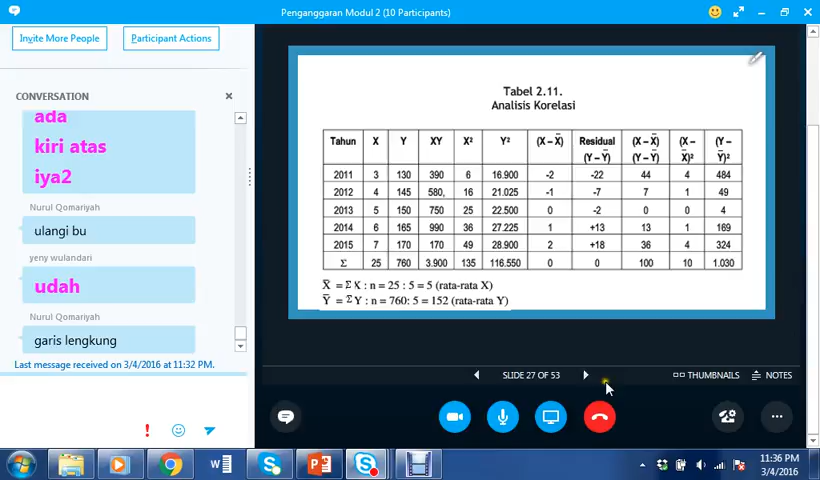 Penganggaran Modul 2 (10 Participants)
Invite More People
Participant Actions
CONVERSATION
ada
kiri atas
iya2
Nurul Qomariyah
ulangi bu
yeny wulandari
udah
Nurul Qomariyah
garis lengkung
Last message received on 3/4/2016 at 11:32 PM.
Tabel 2.11.
Analisis Korelasi
Tahun X Y XY X² Y² (X – X̅) Residual (Y – Y̅) (X – X̅) (Y – Y̅) (X – X̅)² (Y – Y̅)²
2011 3 130 390 6 16.900 -2 -22 44 4 484
2012 4 145 580, 16 21.025 -1 -7 7 1 49
2013 5 150 750 25 22.500 0 -2 0 0 4
2014 6 165 990 36 27.225 1 +13 13 1 169
2015 7 170 170 49 28.900 2 +18 36 4 324
Σ 25 760 3.900 135 116.550 0 0 100 10 1.030
X̅ = Σ X : n = 25 : 5 = 5 (rata-rata X)
Y̅ = Σ Y : n = 760: 5 = 152 (rata-rata Y)
SLIDE 27 OF 53
THUMBNAILS
NOTES
11:36 PM
3/4/2016